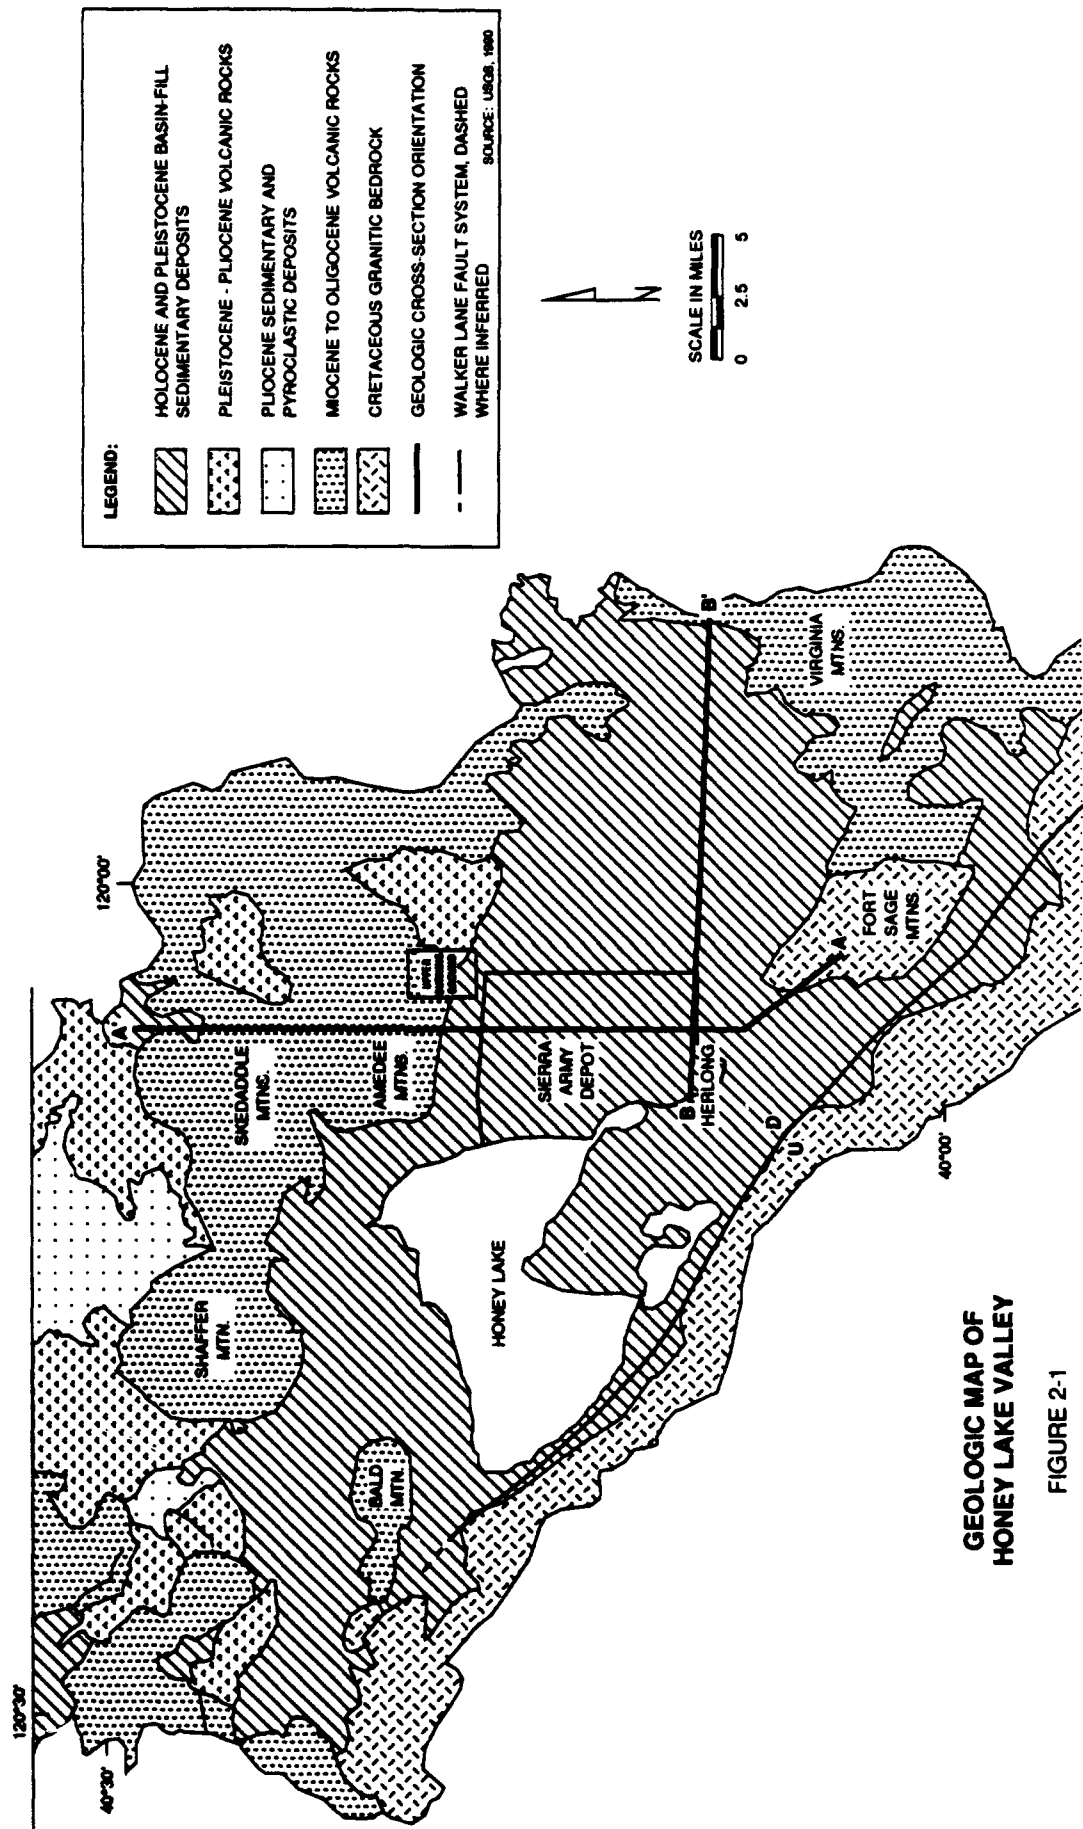 LEGEND:
HOLOCENE AND PLEISTOCENE BASIN-FILL
SEDIMENTARY DEPOSITS
PLEISTOCENE - PLIOCENE VOLCANIC ROCKS
PLIOCENE SEDIMENTARY AND
PYROCLASTIC DEPOSITS
MIOCENE TO OLIGOCENE VOLCANIC ROCKS
CRETACEOUS GRANITIC BEDROCK
GEOLOGIC CROSS-SECTION ORIENTATION
WALKER LANE FAULT SYSTEM, DASHED
WHERE INFERRED
SOURCE: USGS, 1990
N
SCALE IN MILES
0 2.5 5
120°30'
120°00'
40°30'
40°00'
A
SKEDADDLE
MTNS.
AMEDEE
MTNS.
SHAFFER
MTN.
BALD
MTN.
UPPER
HONEY LAKE
SIERRA
ARMY
DEPOT
B
HERLONG
B'
VIRGINIA
MTNS.
FORT
SAGE
MTNS.
A
D
U
GEOLOGIC MAP OF
HONEY LAKE VALLEY
FIGURE 2-1